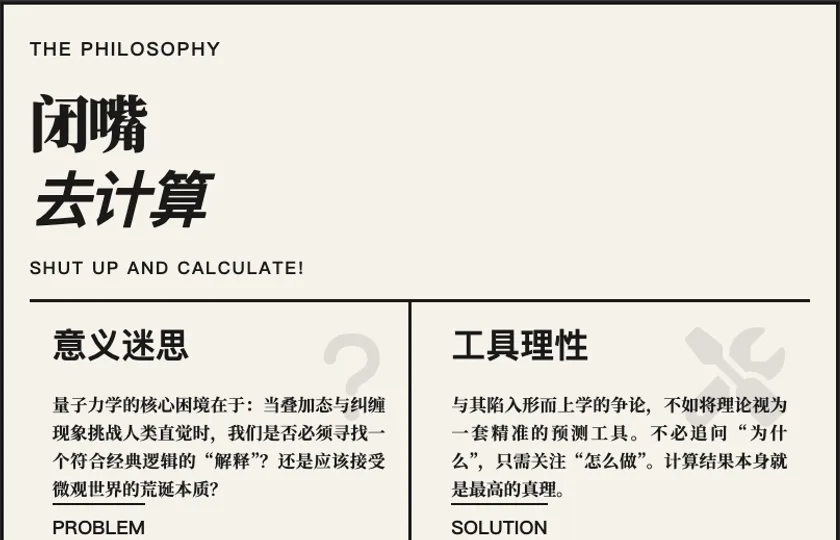 THE PHILOSOPHY
闭嘴
去计算
SHUT UP AND CALCULATE!
意义迷思
量子力学的核心困境在于：当叠加态与纠缠
现象挑战人类直觉时，我们是否必须寻找一
个符合经典逻辑的“解释”？还是应该接受
微观世界的荒诞本质？
PROBLEM
工具理性
与其陷入形而上学的争论，不如将理论视为
一套精准的预测工具。不必追问“为什
么”，只需关注“怎么做”。计算结果本身就
是最高的真理。
SOLUTION